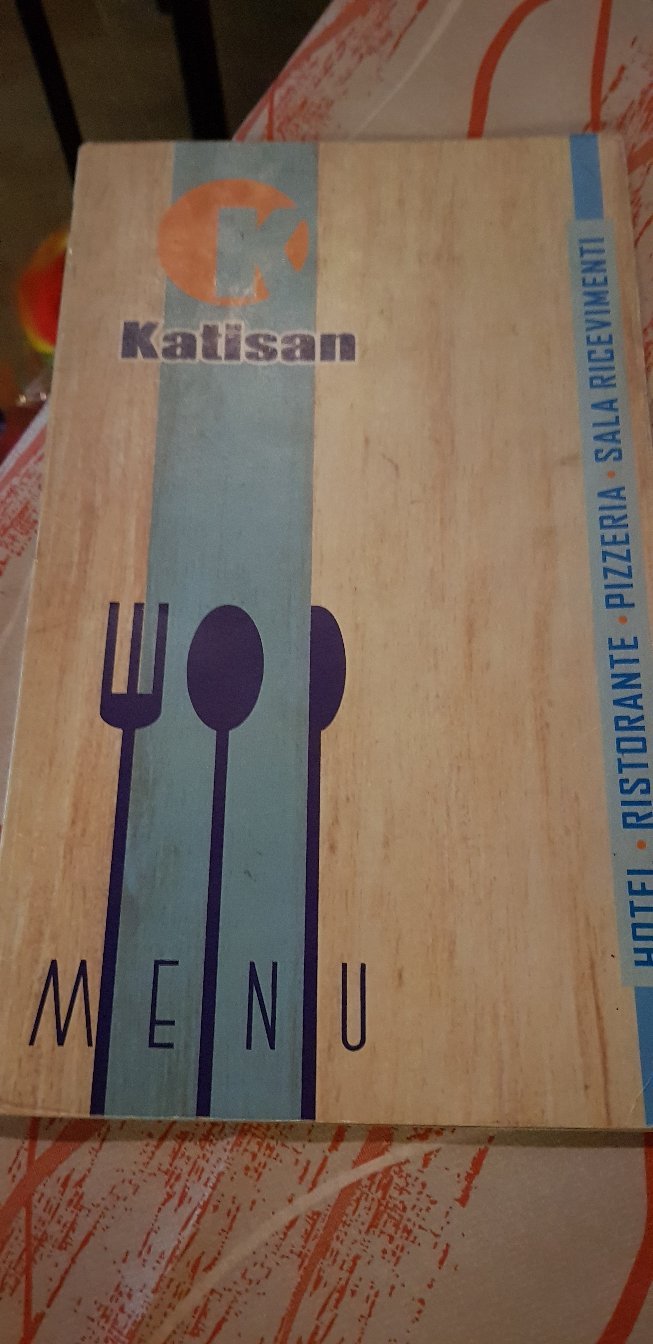 K
Katisan
MENU
HOTEL • RISTORANTE • PIZZERIA • SALA RICEVIMENTI